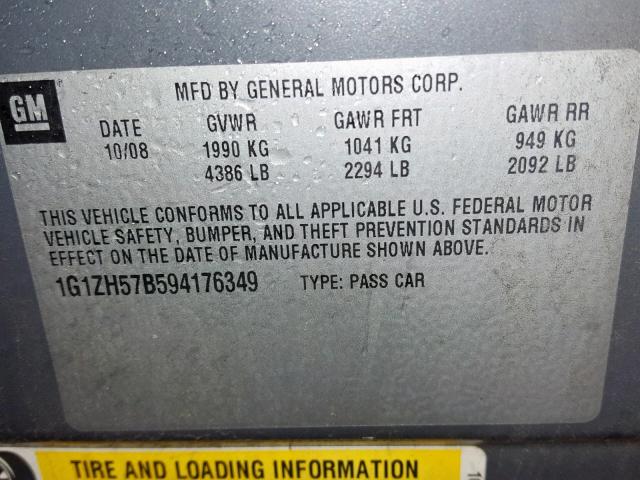 GM
MFD BY GENERAL MOTORS CORP.
DATE GVWR GAWR FRT GAWR RR
10/08 1990 KG 1041 KG 949 KG
4386 LB 2294 LB 2092 LB
THIS VEHICLE CONFORMS TO ALL APPLICABLE U.S. FEDERAL MOTOR
VEHICLE SAFETY, BUMPER, AND THEFT PREVENTION STANDARDS IN
EFFECT ON THE DATE OF MANUFACTURE SHOWN ABOVE.
1G1ZH57B594176349 TYPE: PASS CAR
TIRE AND LOADING INFORMATION